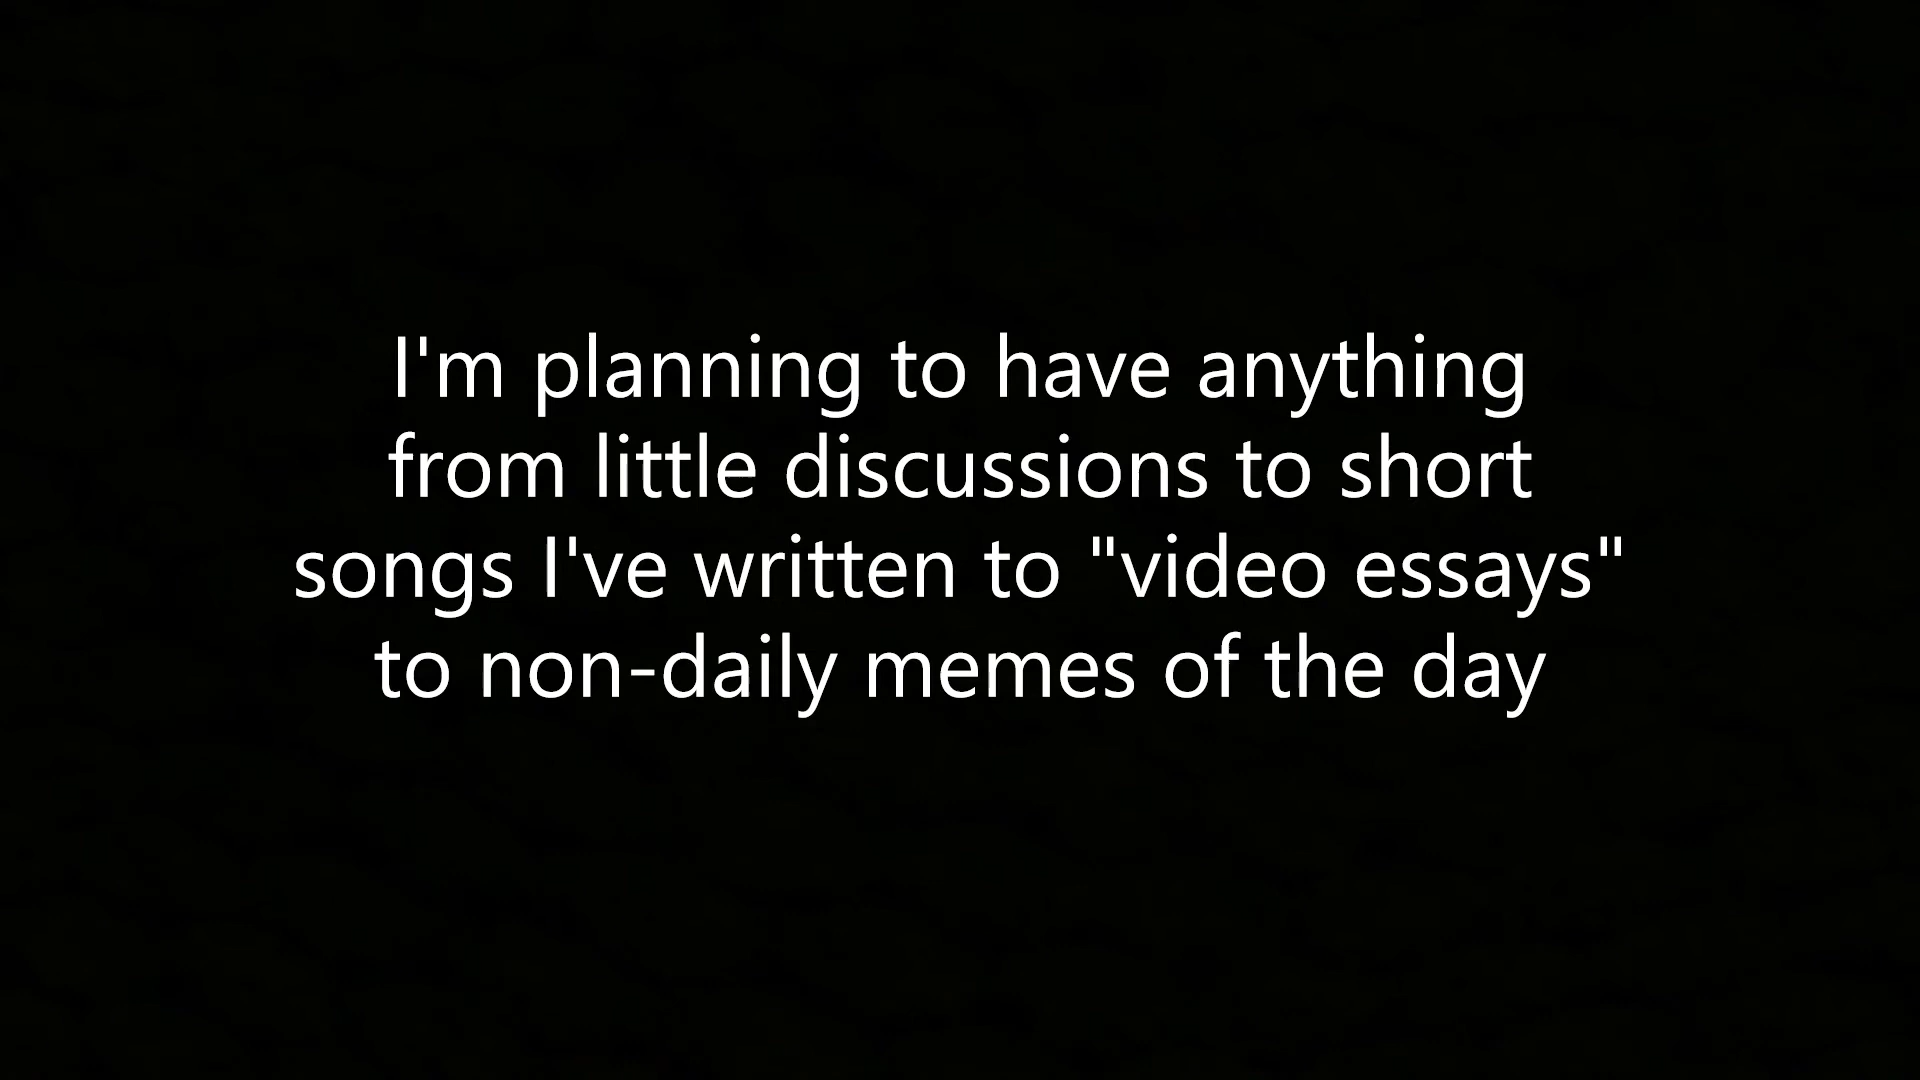 I'm planning to have anything
from little discussions to short
songs I've written to "video essays"
to non-daily memes of the day